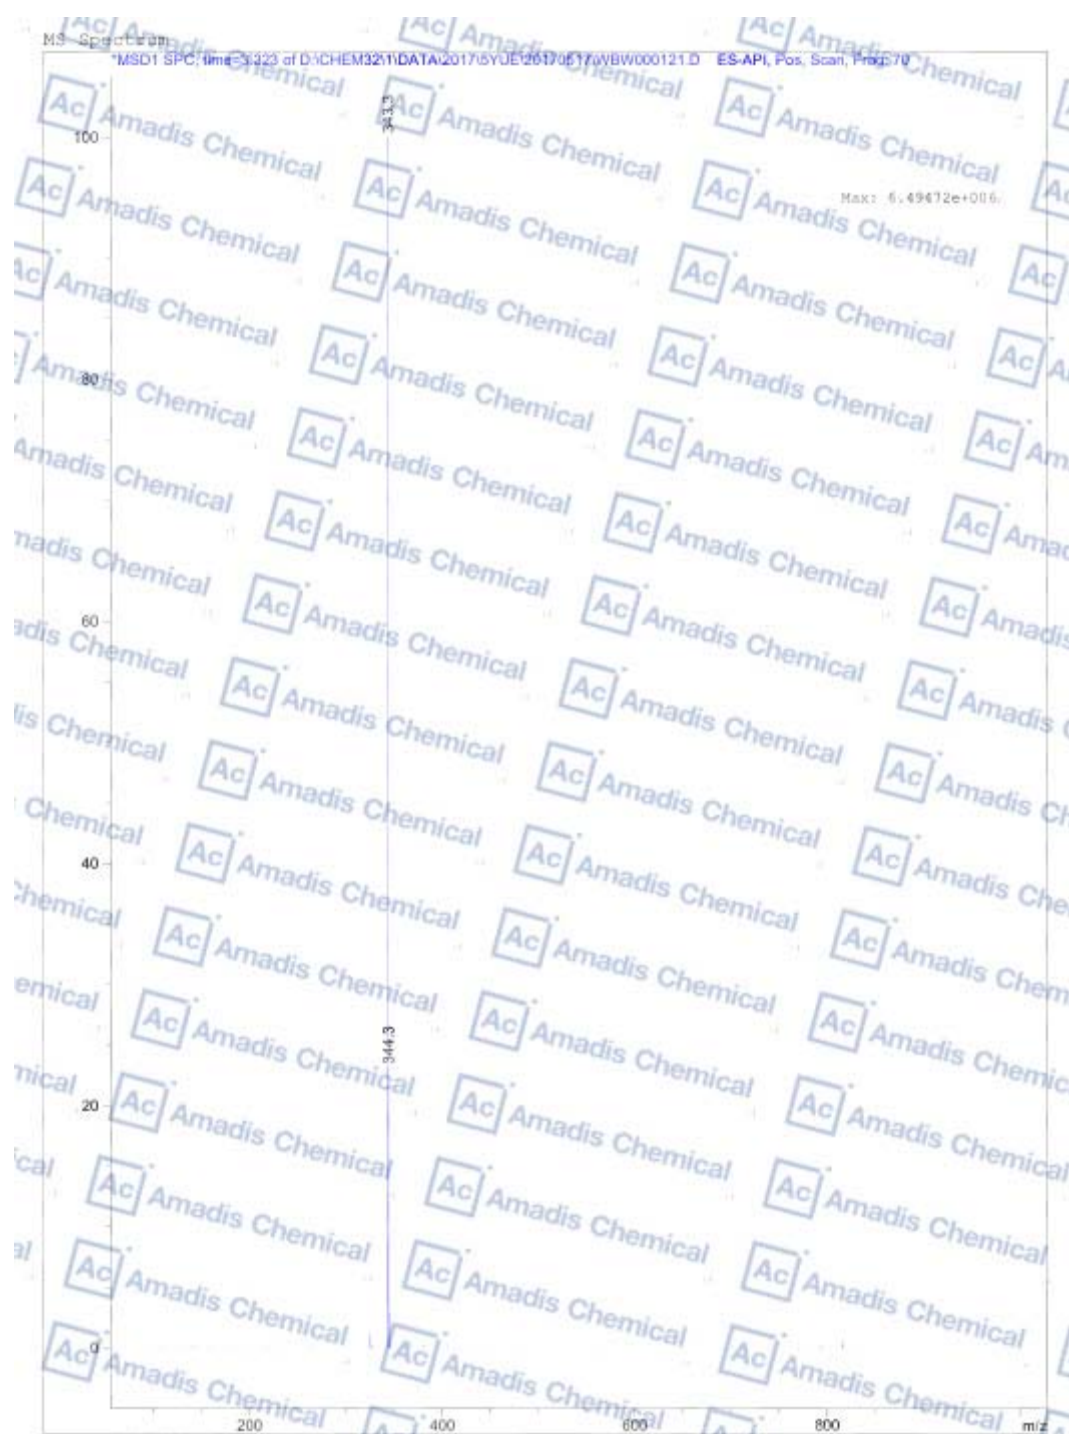 MS Spectrum
*MSD1 SPC, time=3.323 of D:\CHEM32\1\DATA\2017\5YUE\20170517\WBW000121.D ES-API, Pos, Scan, Frag: 70
343.3
100
Max: 6.49472e+006
80
60
40
344.3
20
0
200 400 600 800 m/z
Ac Amadis Chemical